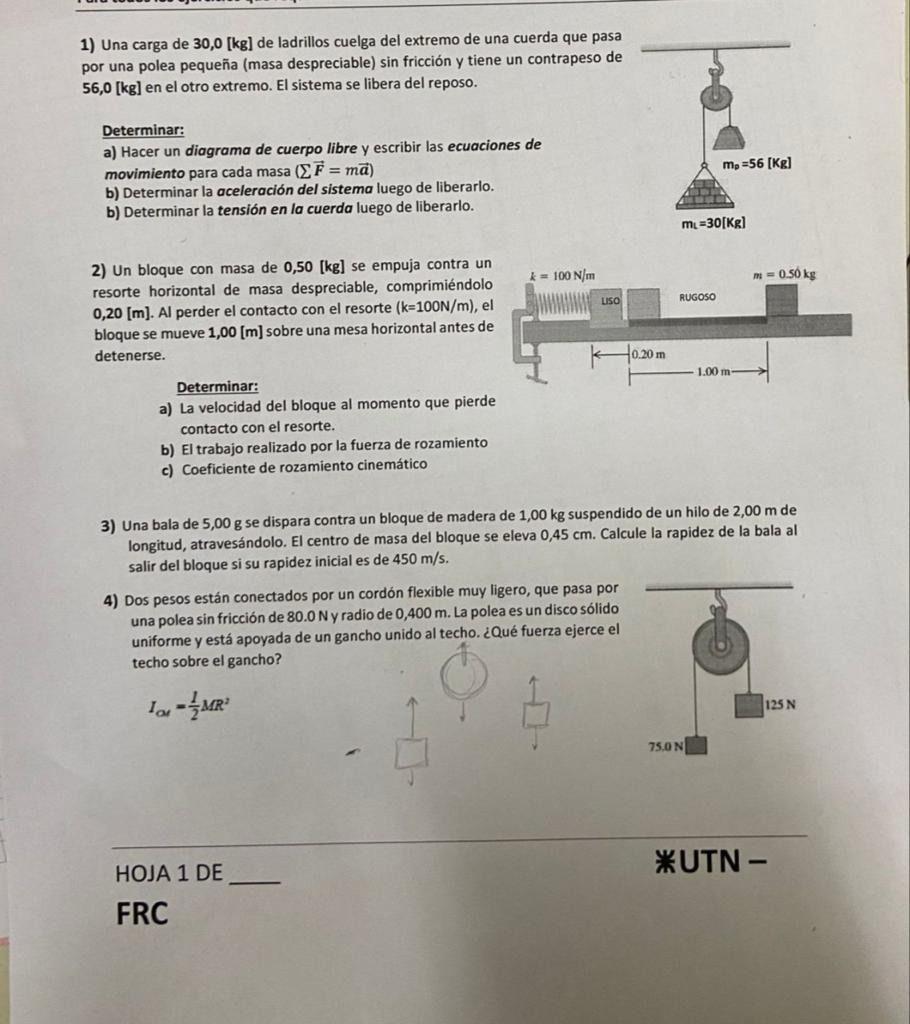 1) Una carga de 30,0 [kg] de ladrillos cuelga del extremo de una cuerda que pasa
por una polea pequeña (masa despreciable) sin fricción y tiene un contrapeso de
56,0 [kg] en el otro extremo. El sistema se libera del reposo.
Determinar:
a) Hacer un diagrama de cuerpo libre y escribir las ecuaciones de
movimiento para cada masa (∑F⃗ = ma⃗)
b) Determinar la aceleración del sistema luego de liberarlo.
b) Determinar la tensión en la cuerda luego de liberarlo.
mₚ=56 [Kg]
m_L=30[Kg]
2) Un bloque con masa de 0,50 [kg] se empuja contra un
resorte horizontal de masa despreciable, comprimiéndolo
0,20 [m]. Al perder el contacto con el resorte (k=100N/m), el
bloque se mueve 1,00 [m] sobre una mesa horizontal antes de
detenerse.
k = 100 N/m
m = 0.50 kg
LISO
RUGOSO
0.20 m
1.00 m
Determinar:
a) La velocidad del bloque al momento que pierde
contacto con el resorte.
b) El trabajo realizado por la fuerza de rozamiento
c) Coeficiente de rozamiento cinemático
3) Una bala de 5,00 g se dispara contra un bloque de madera de 1,00 kg suspendido de un hilo de 2,00 m de
longitud, atravesándolo. El centro de masa del bloque se eleva 0,45 cm. Calcule la rapidez de la bala al
salir del bloque si su rapidez inicial es de 450 m/s.
4) Dos pesos están conectados por un cordón flexible muy ligero, que pasa por
una polea sin fricción de 80.0 N y radio de 0,400 m. La polea es un disco sólido
uniforme y está apoyada de un gancho unido al techo. ¿Qué fuerza ejerce el
techo sobre el gancho?
I_CM = 1/2 MR²
125 N
75.0 N
HOJA 1 DE ____
UTN –
FRC